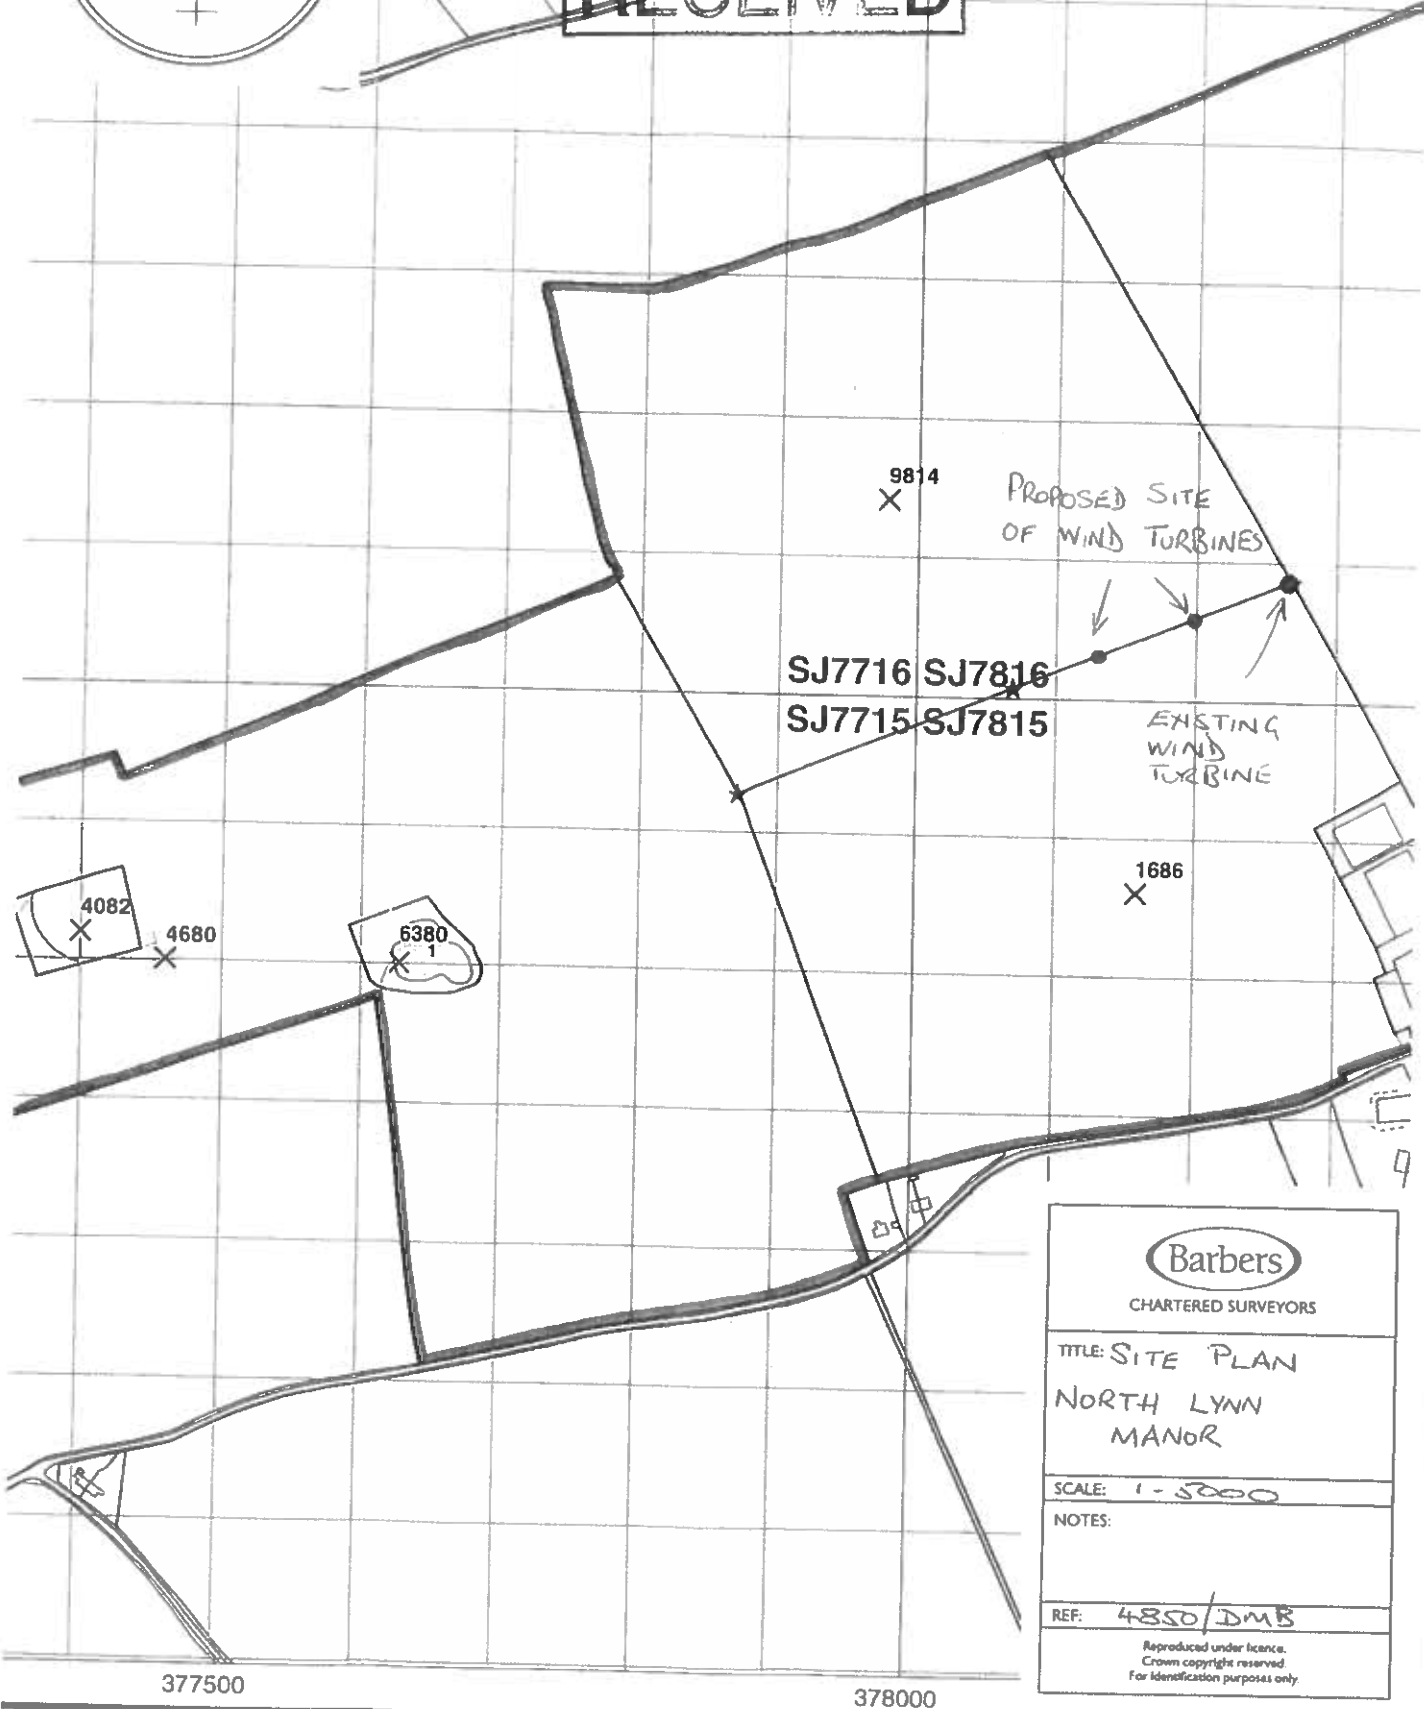 RECEIVED
9814
PROPOSED SITE
OF WIND TURBINES
SJ7716 SJ7816
SJ7715 SJ7815
EXISTING
WIND
TURBINE
1686
4082
4680
6380
1
Barbers
CHARTERED SURVEYORS
TITLE: SITE PLAN
NORTH LYNN
MANOR
SCALE: 1-5000
NOTES:
REF: 4850/DMB
Reproduced under licence.
Crown copyright reserved.
For identification purposes only.
377500
378000